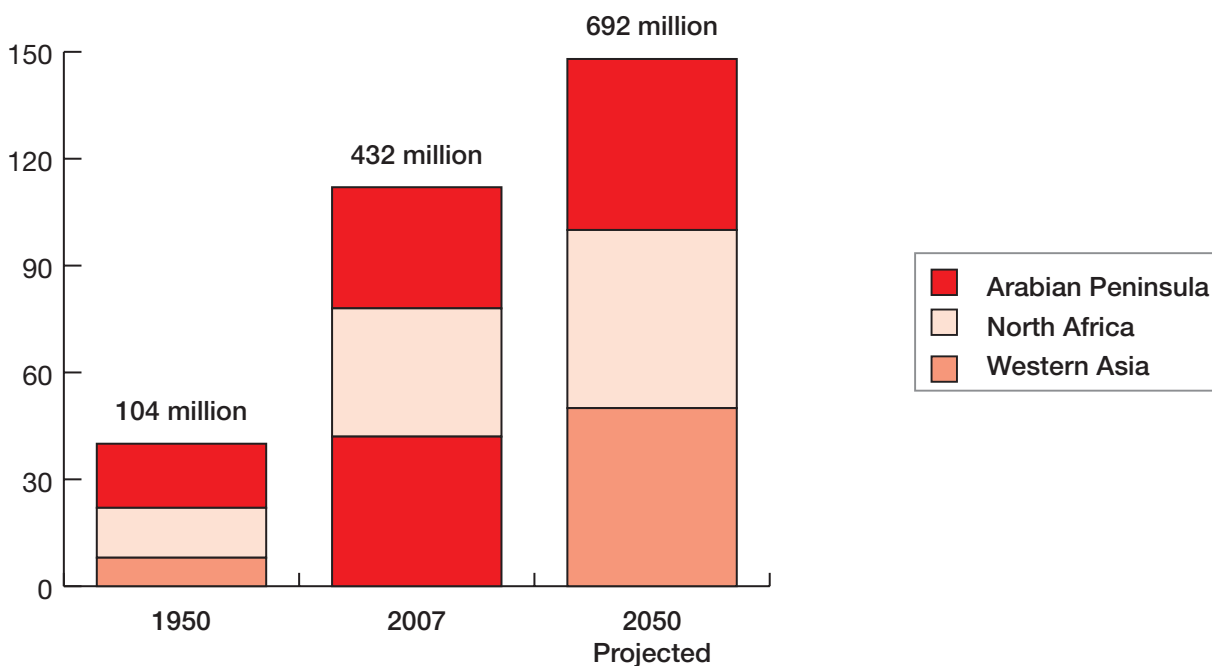 692 million
150
432 million
120
90
104 million
60
30
0
1950
2007
2050
Projected
Arabian Peninsula
North Africa
Western Asia